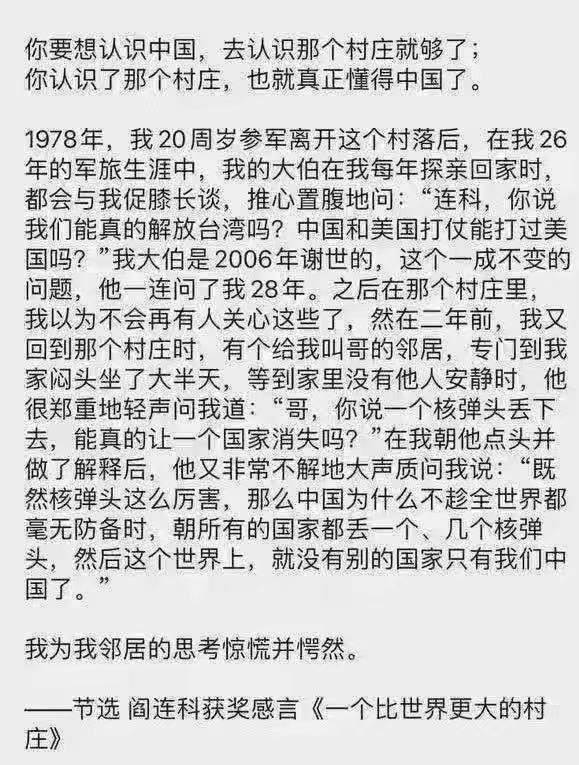 你要想认识中国，去认识那个村庄就够了；
你认识了那个村庄，也就真正懂得中国了。
1978年，我20周岁参军离开这个村落后，在我26
年的军旅生涯中，我的大伯在我每年探亲回家时，
都会与我促膝长谈，推心置腹地问：“连科，你说
我们能真的解放台湾吗？中国和美国打仗能打过美
国吗？”我大伯是2006年谢世的，这个一成不变的
问题，他一连问了我28年。之后在那个村庄里，
我以为不会再有人关心这些了，然在二年前，我又
回到那个村庄时，有个给我叫哥的邻居，专门到我
家闷头坐了大半天，等到家里没有他人安静时，他
很郑重地轻声问我道：“哥，你说一个核弹头丢下
去，能真的让一个国家消失吗？”在我朝他点头并
做了解释后，他又非常不解地大声质问我说：“既
然核弹头这么厉害，那么中国为什么不趁全世界都
毫无防备时，朝所有的国家都丢一个、几个核弹
头，然后这个世界上，就没有别的国家只有我们中
国了。”
我为我邻居的思考惊慌并愕然。
——节选 阎连科获奖感言《一个比世界更大的村
庄》